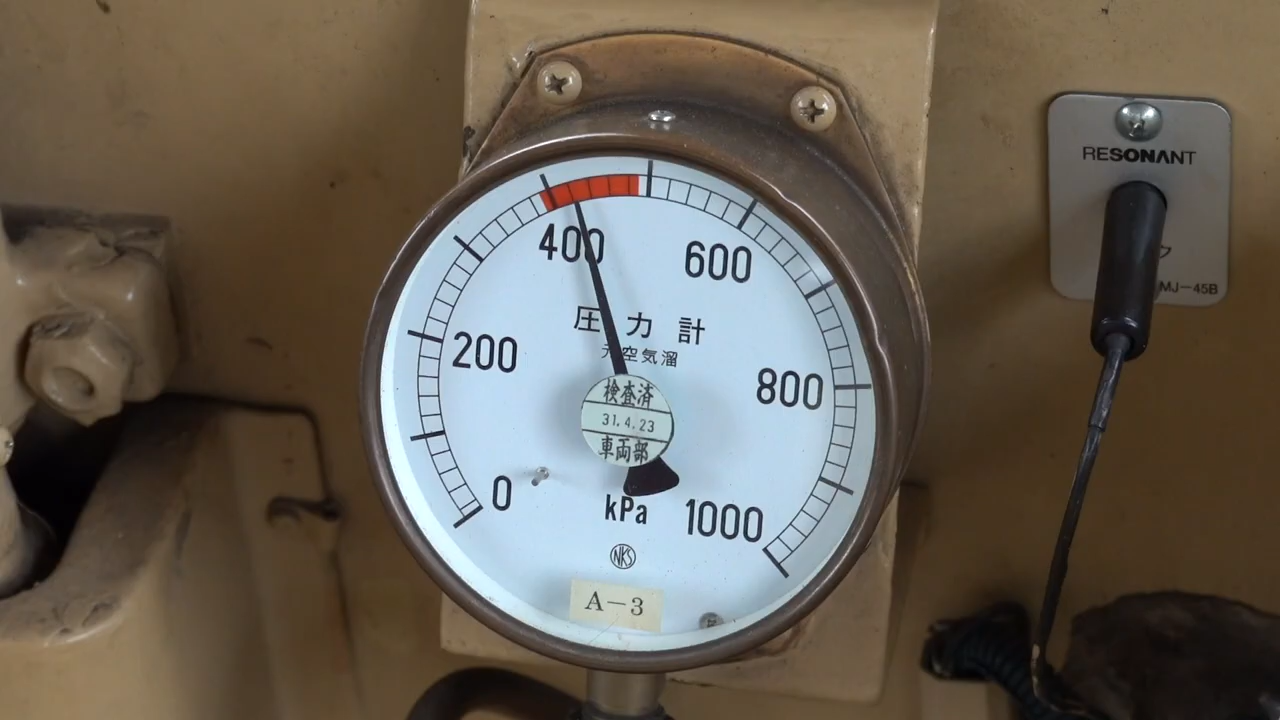 RESONANT
MJ-45B
400
600
圧力計
元空気溜
200
800
検査済
31.4.23
車両部
0
1000
kPa
NKS
A-3